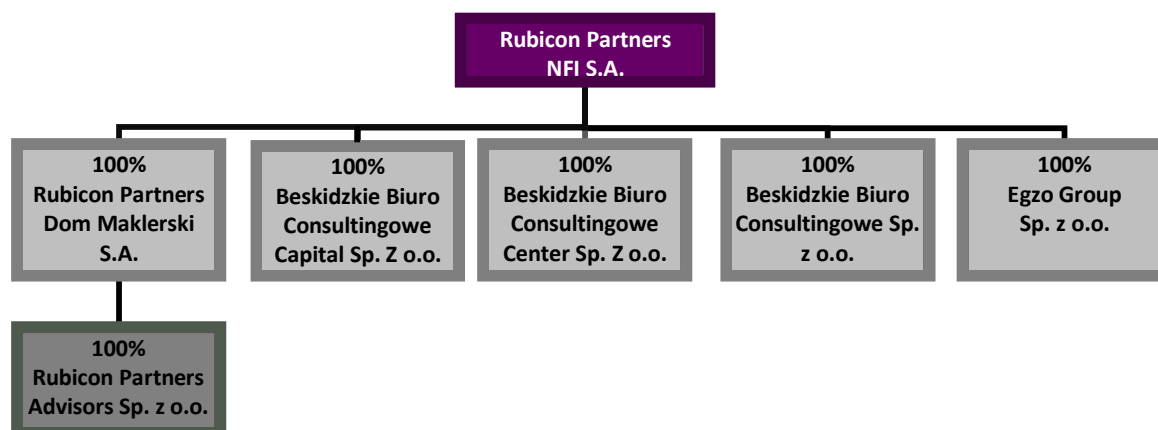 Rubicon Partners
NFI S.A.
100%
Rubicon Partners
Dom Maklerski
S.A.
100%
Beskidzkie Biuro
Consultingowe
Capital Sp. Z o.o.
100%
Beskidzkie Biuro
Consultingowe
Center Sp. Z o.o.
100%
Beskidzkie Biuro
Consultingowe Sp.
z o.o.
100%
Egzo Group
Sp. z o.o.
100%
Rubicon Partners
Advisors Sp. z o.o.